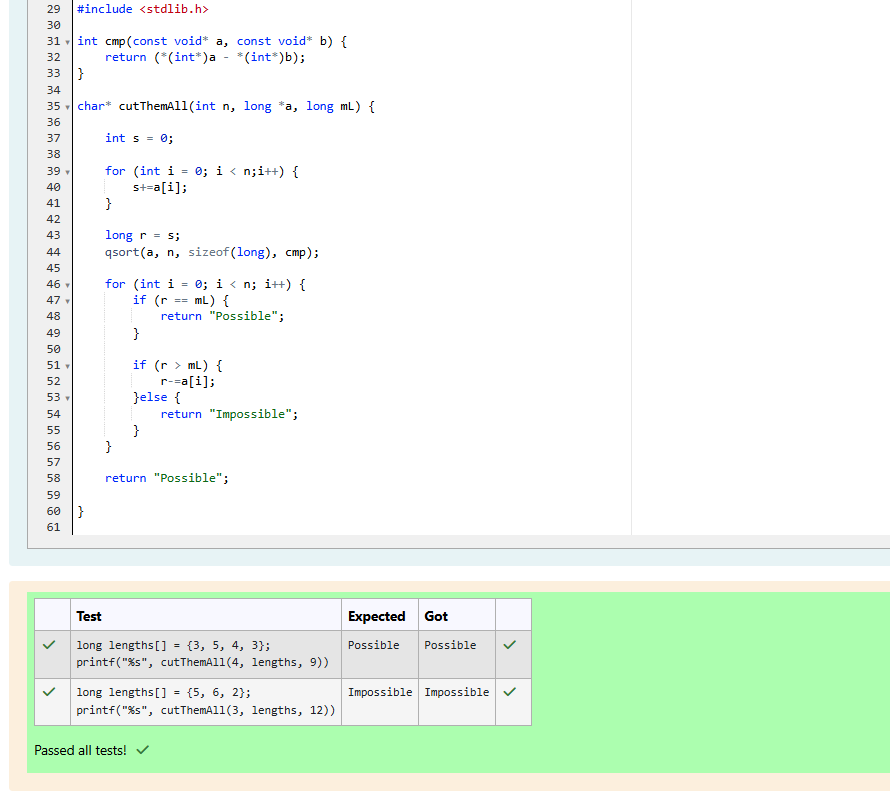 29 #include <stdlib.h>
30
31 int cmp(const void* a, const void* b) {
32     return (*(int*)a - *(int*)b);
33 }
34
35 char* cutThemAll(int n, long *a, long mL) {
36
37     int s = 0;
38
39     for (int i = 0; i < n;i++) {
40         s+=a[i];
41     }
42
43     long r = s;
44     qsort(a, n, sizeof(long), cmp);
45
46     for (int i = 0; i < n; i++) {
47         if (r == mL) {
48             return "Possible";
49         }
50
51         if (r > mL) {
52             r-=a[i];
53         }else {
54             return "Impossible";
55         }
56     }
57
58     return "Possible";
59
60 }
61
Test Expected Got
long lengths[] = {3, 5, 4, 3}; Possible Possible
printf("%s", cutThemAll(4, lengths, 9))
long lengths[] = {5, 6, 2}; Impossible Impossible
printf("%s", cutThemAll(3, lengths, 12))
Passed all tests!